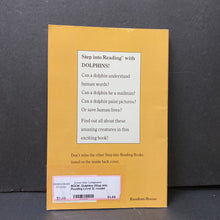 Step into Reading® with
DOLPHINS!
Can a dolphin understand
human words?
Can a dolphin be a mailman?
Can a dolphin paint pictures?
Or save human lives?
Find out all about these
amazing creatures in this
exciting book!
Don't miss the other Step into Reading Books
listed on the inside back cover.
Random House